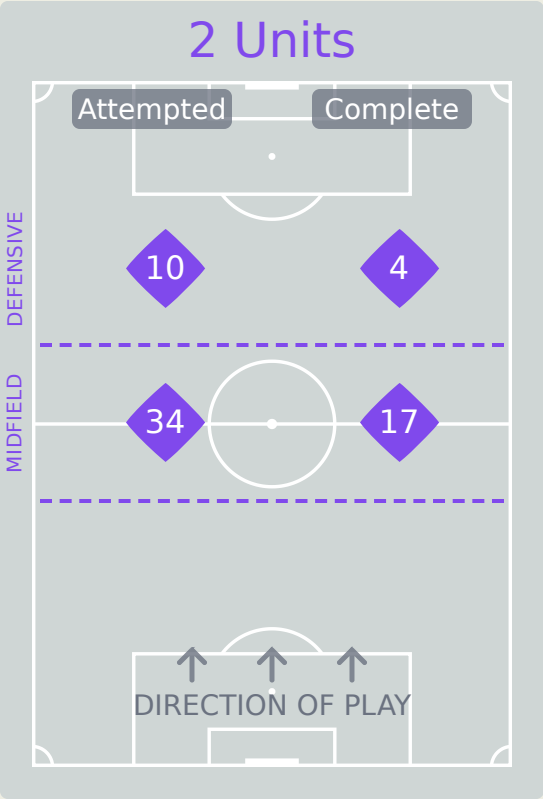 2 Units
Attempted Complete
DEFENSIVE
10 4
MIDFIELD
34 17
DIRECTION OF PLAY